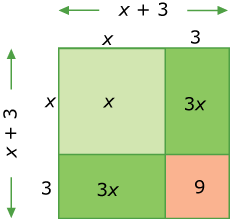 x + 3
x 3
x + 3
x x 3x
3 3x 9